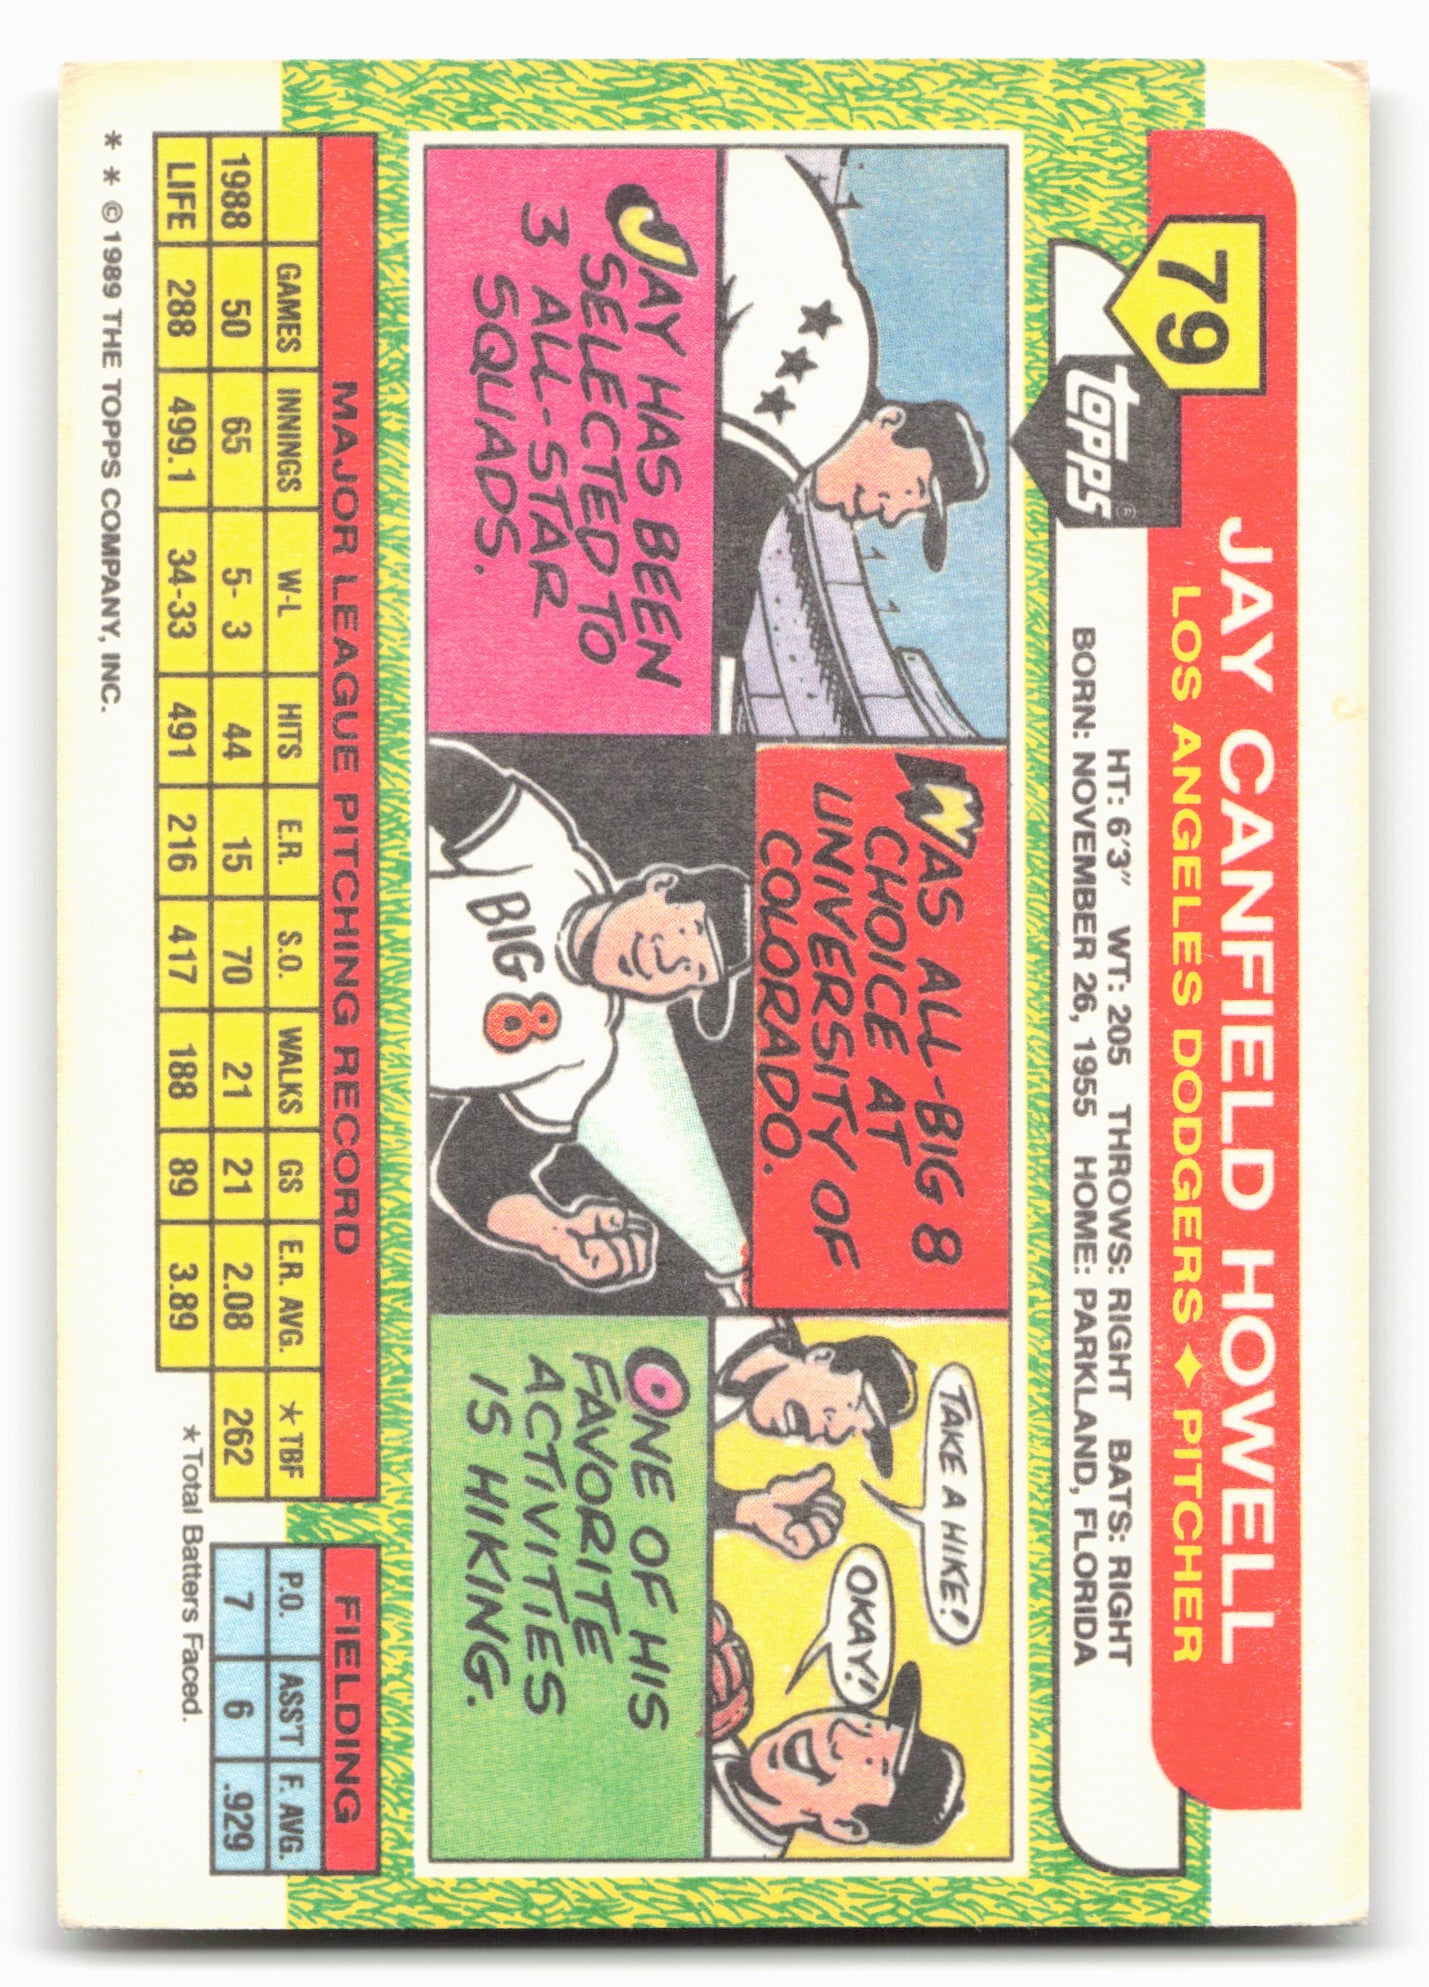 79
topps®
JAY CANFIELD HOWELL
LOS ANGELES DODGERS ♦ PITCHER
HT: 6'3" WT: 205 THROWS: RIGHT BATS: RIGHT
BORN: NOVEMBER 26, 1955 HOME: PARKLAND, FLORIDA
JAY HAS BEEN
SELECTED TO
3 ALL-STAR
SQUADS.
WAS ALL-BIG 8
CHOICE AT
UNIVERSITY OF
COLORADO.
BIG
8
TAKE A HIKE!
OKAY!
ONE OF HIS
FAVORITE
ACTIVITIES
IS HIKING.
MAJOR LEAGUE PITCHING RECORD
GAMES INNINGS W-L HITS E.R. S.O. WALKS GS E.R. AVG. *TBF
1988 50 65 5- 3 44 15 70 21 21 2.08 262
LIFE 288 499.1 34-33 491 216 417 188 89 3.89
FIELDING
P.O. ASS'T F. AVG.
7 6 .929
*Total Batters Faced.
* * © 1989 THE TOPPS COMPANY, INC.